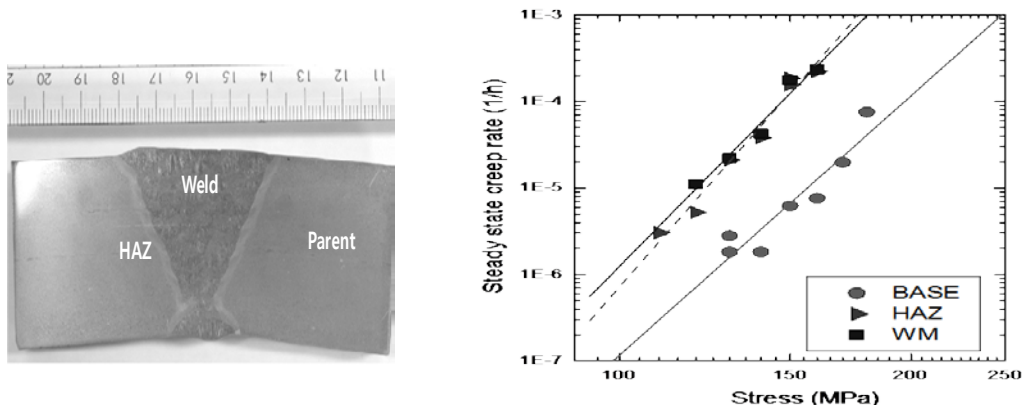 20 19 18 17 16 15 14 13 12 11
Weld
HAZ
Parent
Steady state creep rate (1/h)
1E-3
1E-4
1E-5
1E-6
1E-7
BASE
HAZ
WM
100 150 200 250
Stress (MPa)